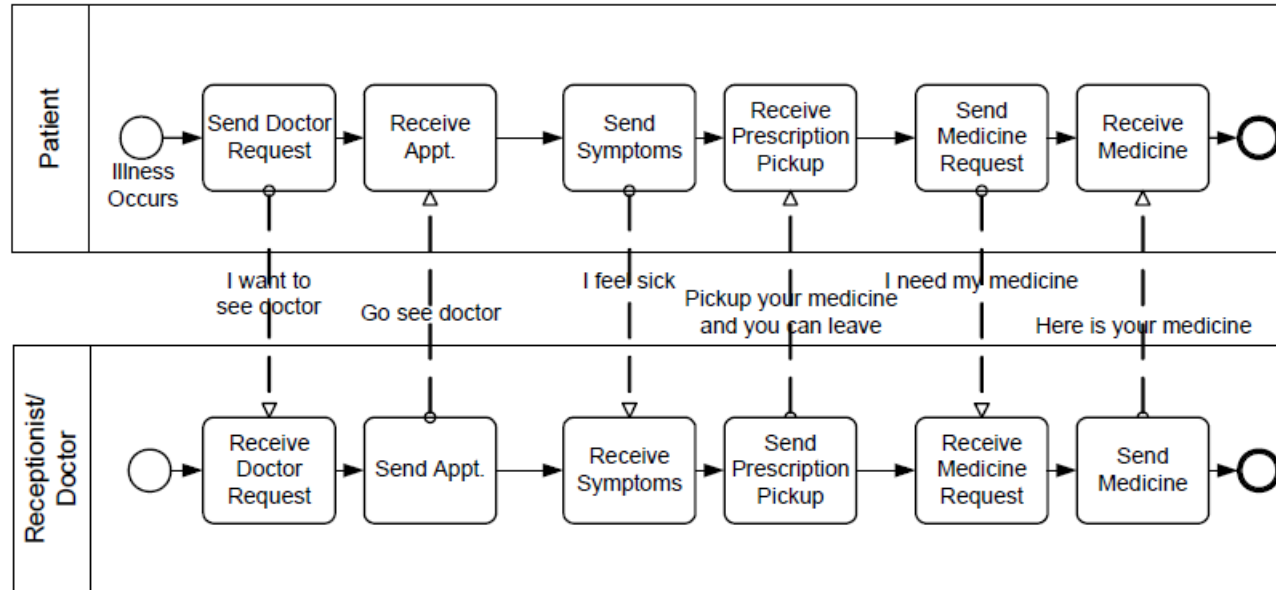 Patient
Send Doctor
Request
Receive
Appt.
Send
Symptoms
Receive
Prescription
Pickup
Send
Medicine
Request
Receive
Medicine
Illness
Occurs
I want to
see doctor
Go see doctor
I feel sick
Pickup your medicine
and you can leave
I need my medicine
Here is your medicine
Receptionist/
Doctor
Receive
Doctor
Request
Send Appt.
Receive
Symptoms
Send
Prescription
Pickup
Receive
Medicine
Request
Send
Medicine